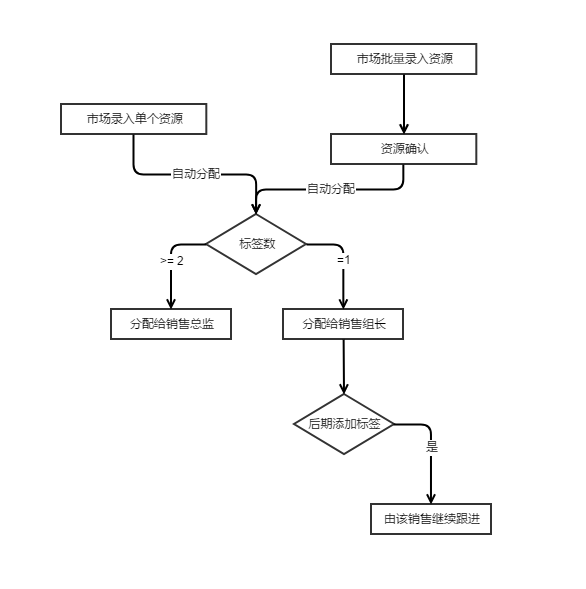 市场批量录入资源
市场录入单个资源
资源确认
自动分配
自动分配
标签数
>= 2
=1
分配给销售总监
分配给销售组长
后期添加标签
是
由该销售继续跟进